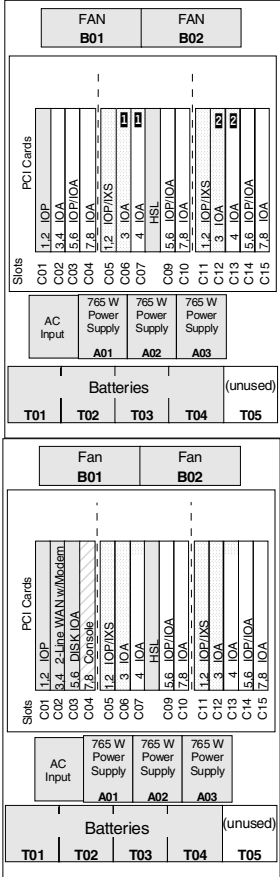 FAN FAN
B01 B02
PCI Cards
Slots
C01 1,2 IOP
C02 3,4 IOA
C03 5,6 IOP/IOA
C04 7,8 IOA
C05 1,2 IOP/IXS
C06 3 IOA 1
C07 4 IOA 1
HSL
C09 5,6 IOP/IOA
C10 7,8 IOA
C11 1,2 IOP/IXS
C12 3 IOA 2
C13 4 IOA 2
C14 5,6 IOP/IOA
C15 7,8 IOA
AC Input
765 W Power Supply A01
765 W Power Supply A02
765 W Power Supply A03
Batteries (unused)
T01 T02 T03 T04 T05
Fan Fan
B01 B02
PCI Cards
Slots
C01 1,2 IOP
C02 3,4 2-Line WAN w/Modem
C03 5,6 DISK IOA
C04 7,8 Console
C05 1,2 IOP/IXS
C06 3 IOA
C07 4 IOA
HSL
C09 5,6 IOP/IOA
C10 7,8 IOA
C11 1,2 IOP/IXS
C12 3 IOA
C13 4 IOA
C14 5,6 IOP/IOA
C15 7,8 IOA
AC Input
765 W Power Supply A01
765 W Power Supply A02
765 W Power Supply A03
Batteries (unused)
T01 T02 T03 T04 T05